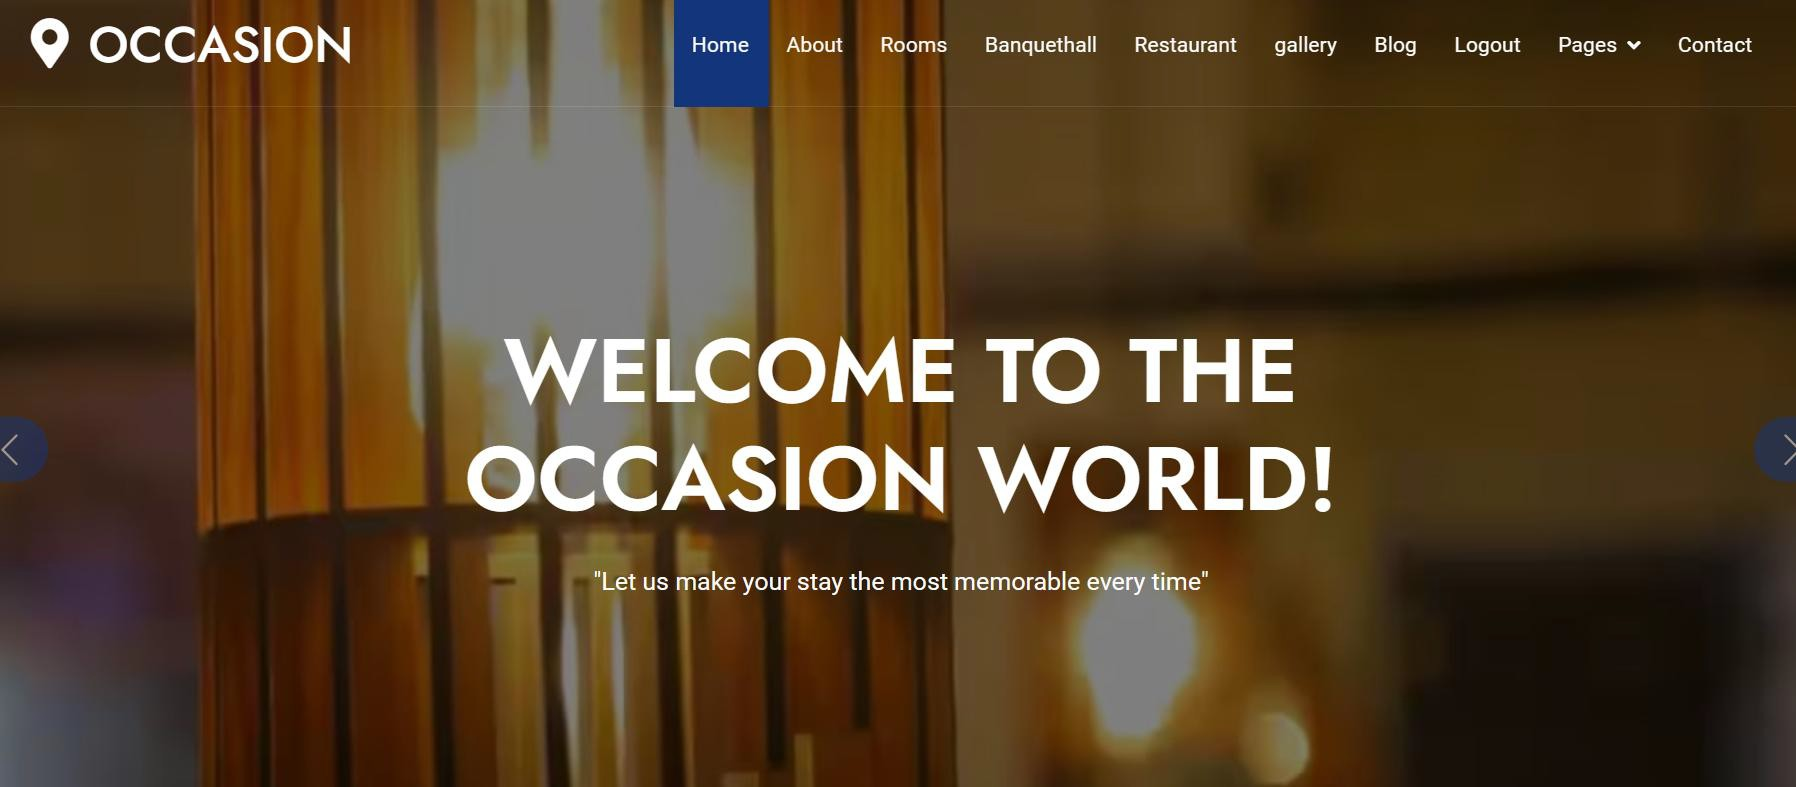 OCCASION
Home About Rooms Banquethall Restaurant gallery Blog Logout Pages Contact
WELCOME TO THE
OCCASION WORLD!
"Let us make your stay the most memorable every time"